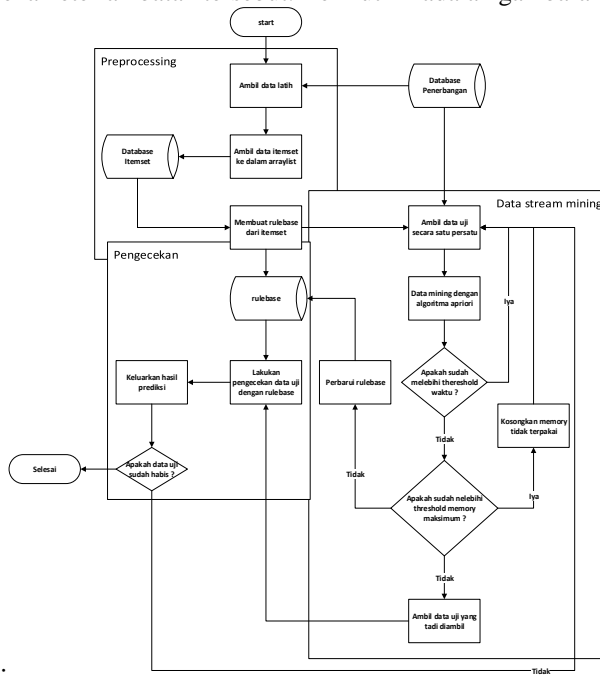 start
Preprocessing
Ambil data latih
Database
Penerbangan
Database
Itemset
Ambil data itemset
ke dalam arraylist
Membuat rulebase
dari itemset
Data stream mining
Ambil data uji
secara satu persatu
Pengecekan
rulebase
Data mining dengan
algoritma apriori
Iya
Keluarkan hasil
prediksi
Lakukan
pengecekan data uji
dengan rulebase
Perbarui rulebase
Apakah sudah
melebihi thereshold
waktu ?
Kosongkan memory
tidak terpakai
Tidak
Selesai
Apakah data uji
sudah habis ?
Tidak
Apakah sudah nelebihi
threshold memory
maksimum ?
Iya
Tidak
Ambil data uji yang
tadi diambil
Tidak
.